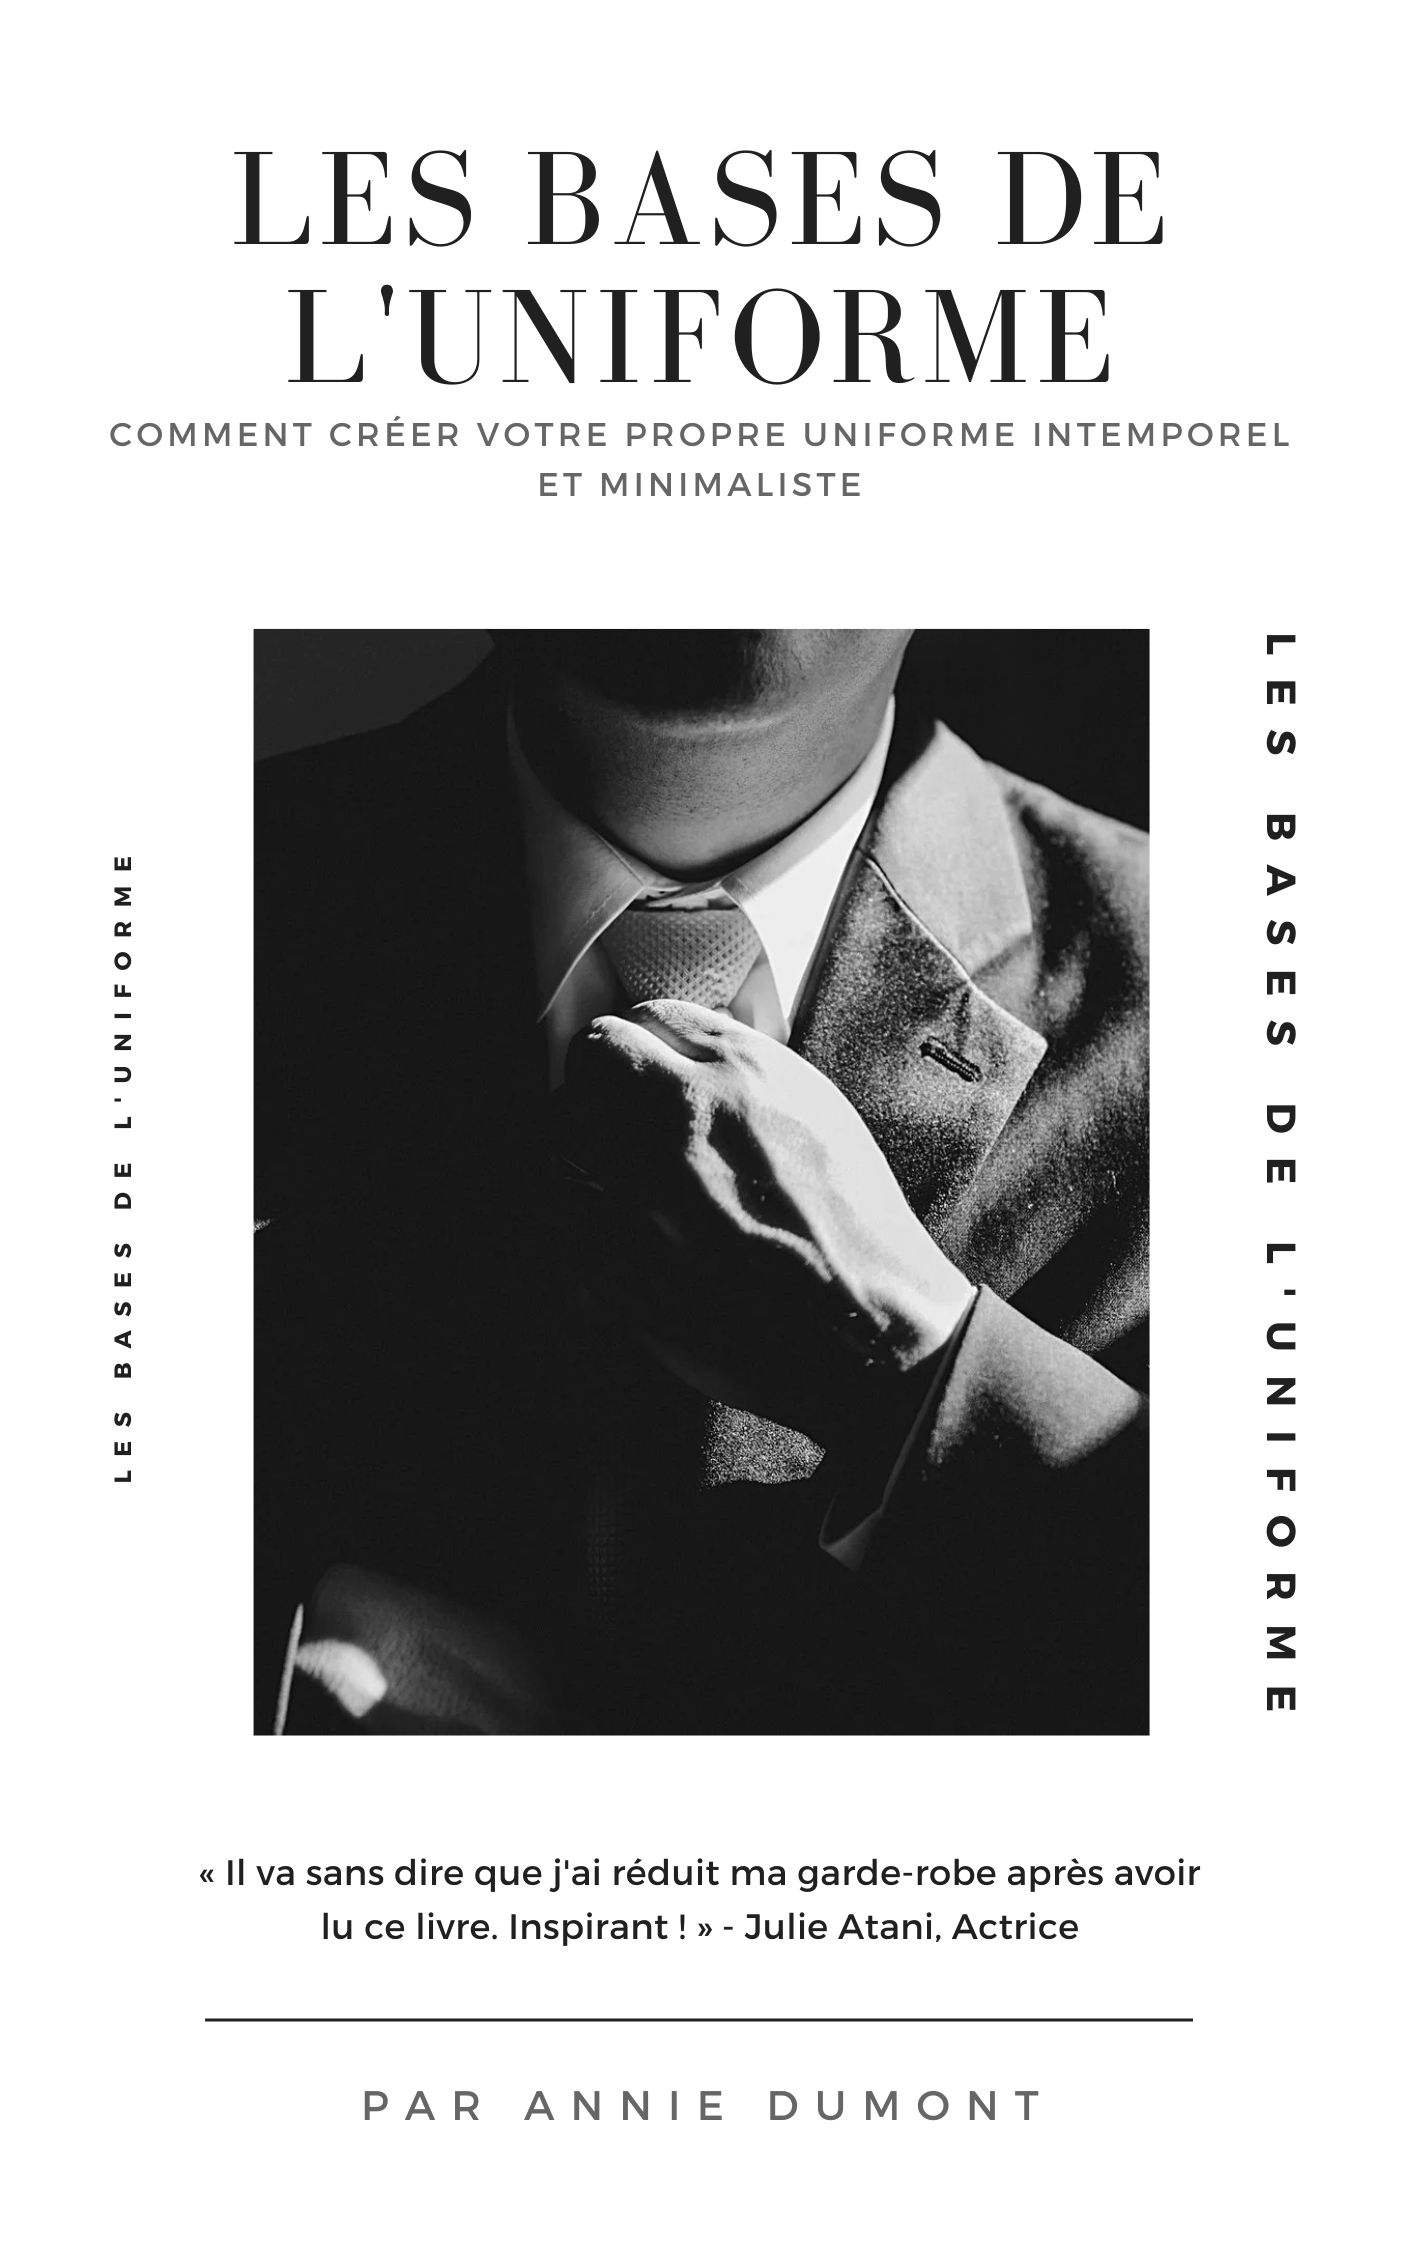 LES BASES DE
L'UNIFORME
COMMENT CRÉER VOTRE PROPRE UNIFORME INTEMPOREL
ET MINIMALISTE
LES BASES DE L'UNIFORME
LES BASES DE L'UNIFORME
« Il va sans dire que j'ai réduit ma garde-robe après avoir
lu ce livre. Inspirant ! » - Julie Atani, Actrice
PAR ANNIE DUMONT